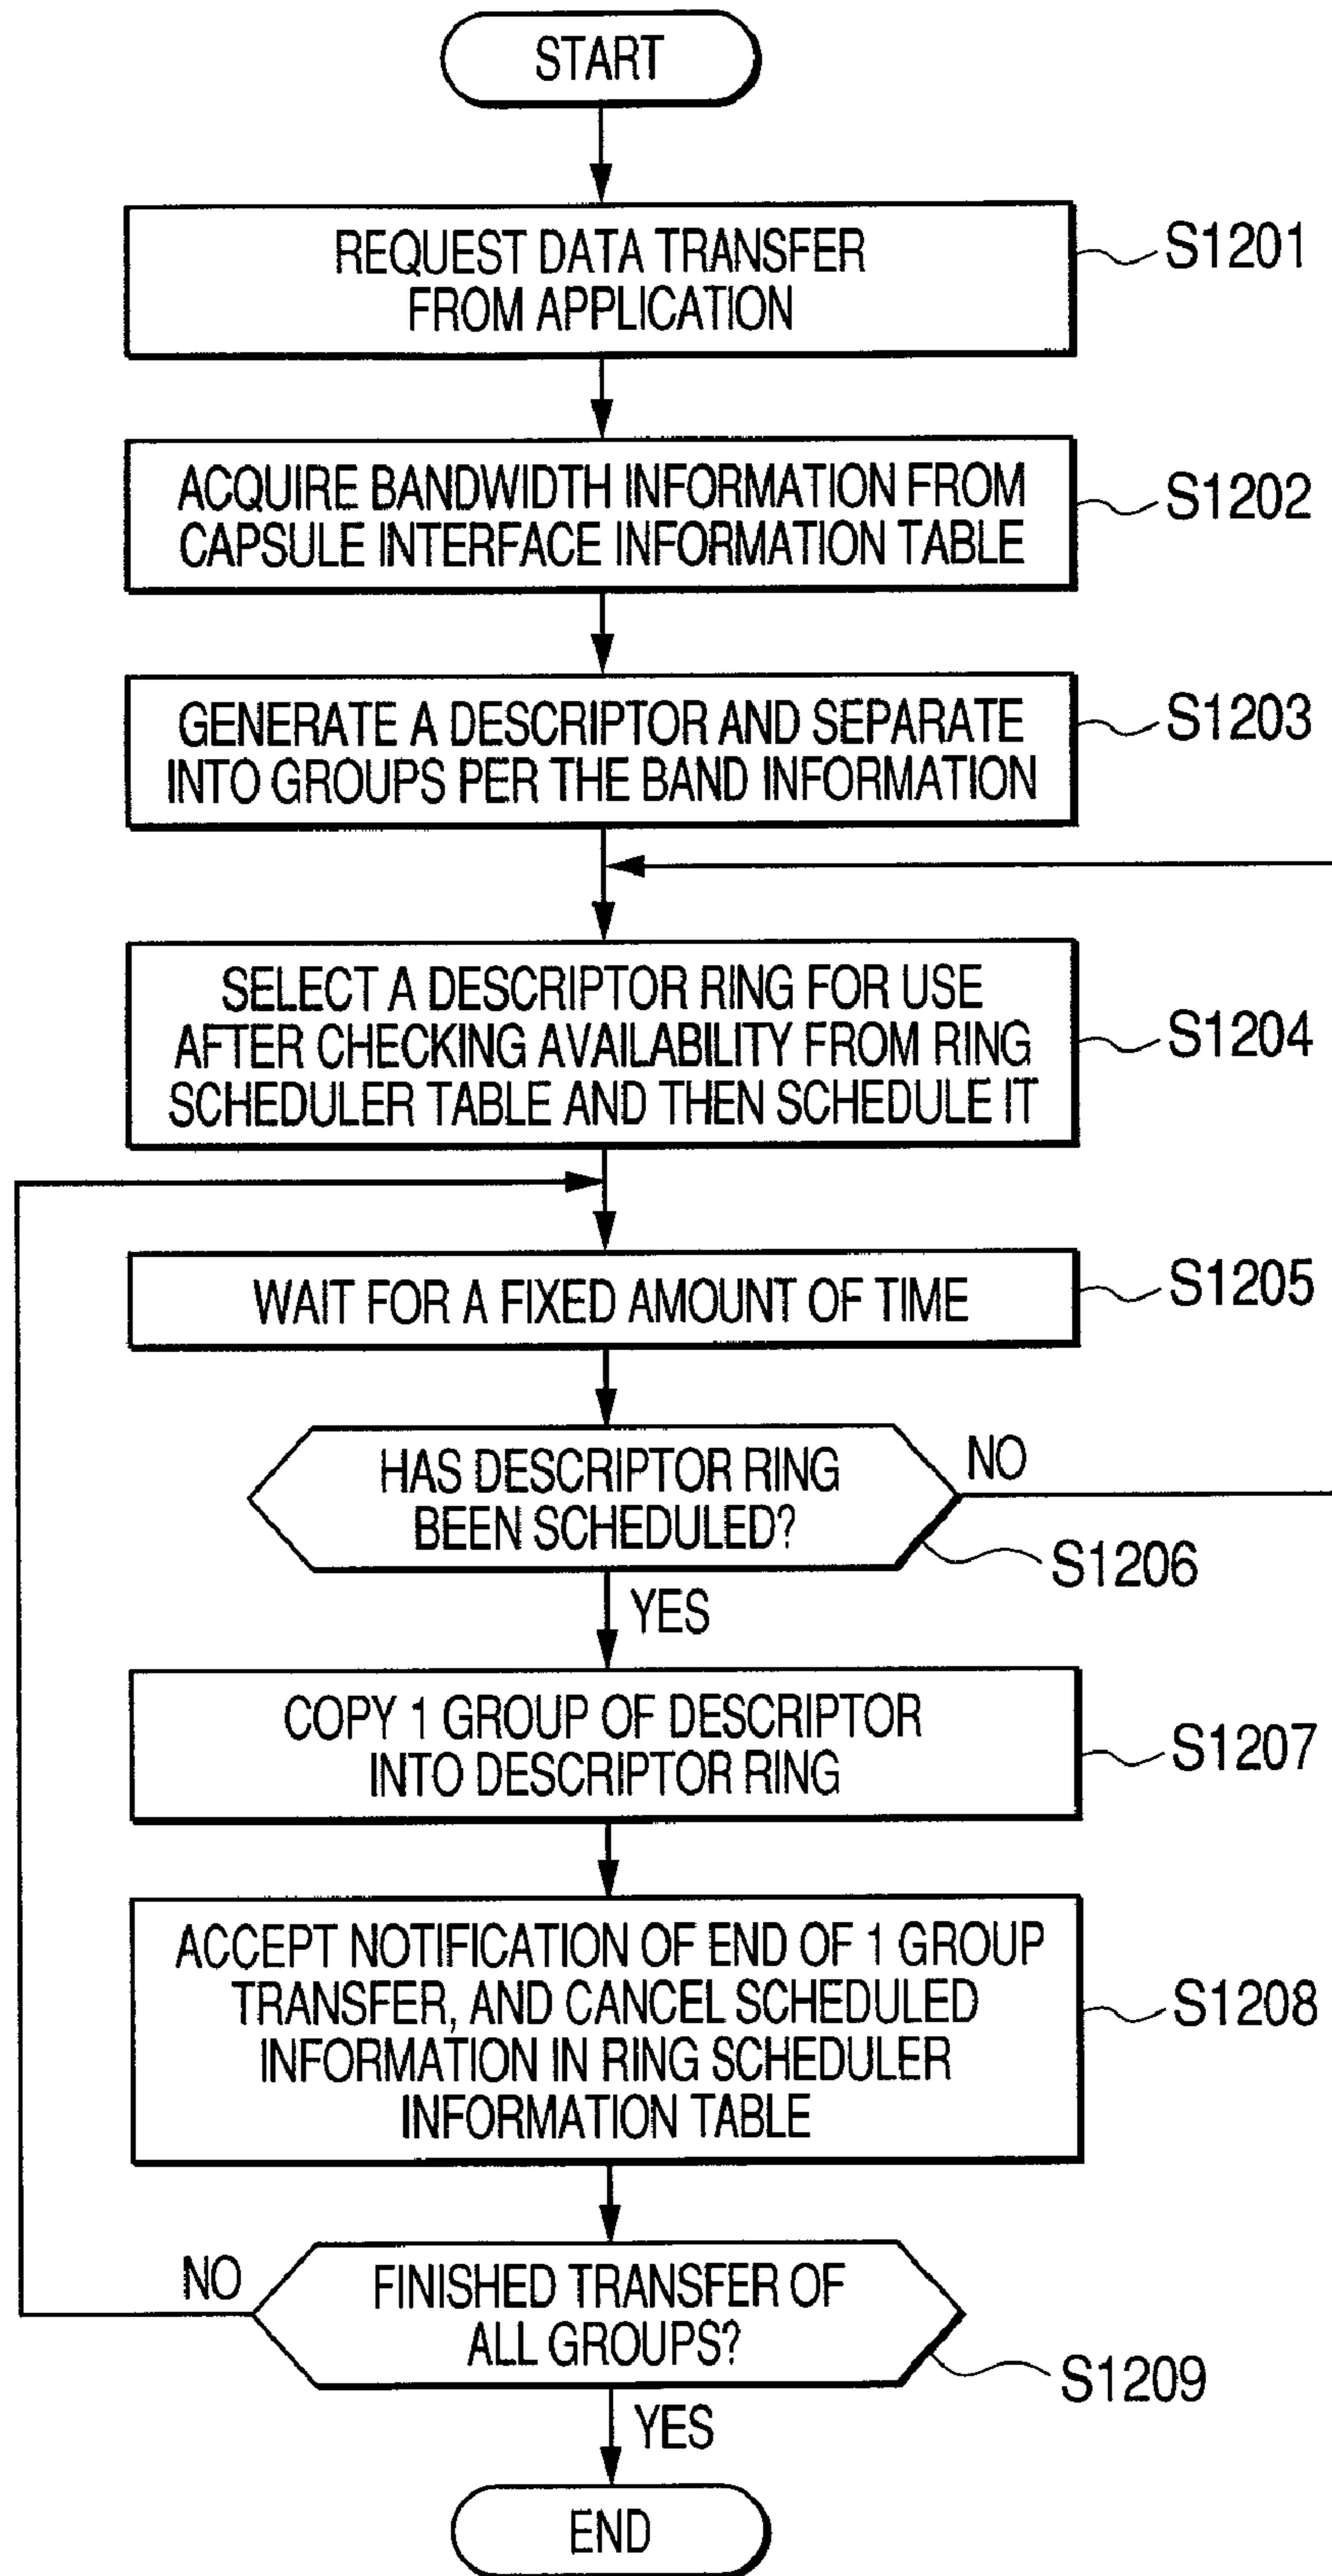 START
REQUEST DATA TRANSFER
FROM APPLICATION
S1201
ACQUIRE BANDWIDTH INFORMATION FROM
CAPSULE INTERFACE INFORMATION TABLE
S1202
GENERATE A DESCRIPTOR AND SEPARATE
INTO GROUPS PER THE BAND INFORMATION
S1203
SELECT A DESCRIPTOR RING FOR USE
AFTER CHECKING AVAILABILITY FROM RING
SCHEDULER TABLE AND THEN SCHEDULE IT
S1204
WAIT FOR A FIXED AMOUNT OF TIME
S1205
HAS DESCRIPTOR RING
BEEN SCHEDULED?
NO
S1206
YES
COPY 1 GROUP OF DESCRIPTOR
INTO DESCRIPTOR RING
S1207
ACCEPT NOTIFICATION OF END OF 1 GROUP
TRANSFER, AND CANCEL SCHEDULED
INFORMATION IN RING SCHEDULER
INFORMATION TABLE
S1208
NO
FINISHED TRANSFER OF
ALL GROUPS?
S1209
YES
END